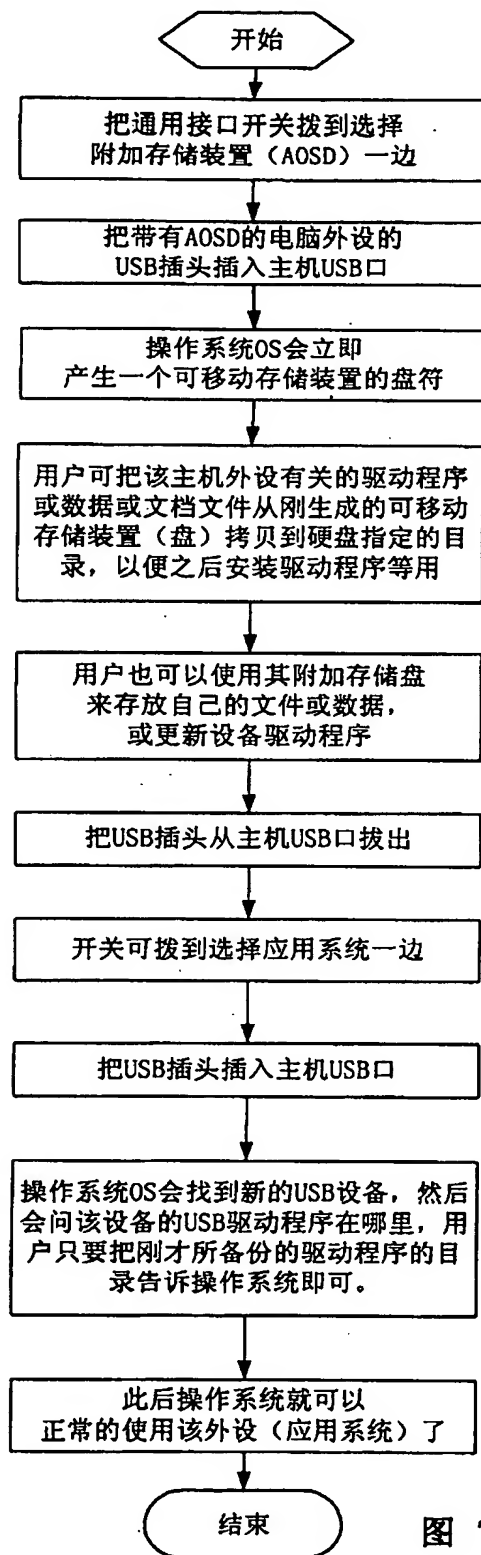 开始
把通用接口开关拨到选择
附加存储装置（AOSD）一边
把带有AOSD的电脑外设的
USB插头插入主机USB口
操作系统OS会立即
产生一个可移动存储装置的盘符
用户可把该主机外设有关的驱动程序
或数据或文档文件从刚生成的可移动
存储装置（盘）拷贝到硬盘指定的目
录，以便之后安装驱动程序等用
用户也可以使用其附加存储盘
来存放自己的文件或数据，
或更新设备驱动程序
把USB插头从主机USB口拔出
开关可拨到选择应用系统一边
把USB插头插入主机USB口
操作系统OS会找到新的USB设备，然后
会问该设备的USB驱动程序在哪里，用
户只要把刚才所备份的驱动程序的目
录告诉操作系统即可。
此后操作系统就可以
正常的使用该外设（应用系统）了
结束
图